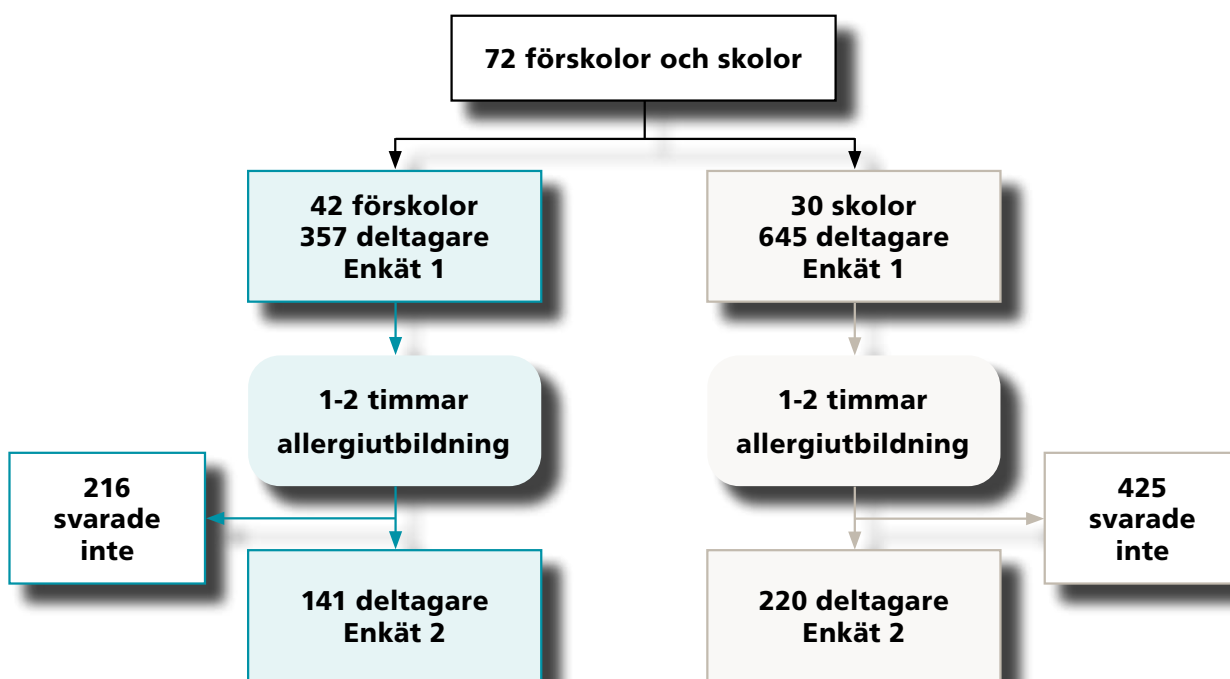 72 förskolor och skolor
42 förskolor
357 deltagare
Enkät 1
30 skolor
645 deltagare
Enkät 1
1-2 timmar
allergiutbildning
1-2 timmar
allergiutbildning
216
svarade
inte
425
svarade
inte
141 deltagare
Enkät 2
220 deltagare
Enkät 2